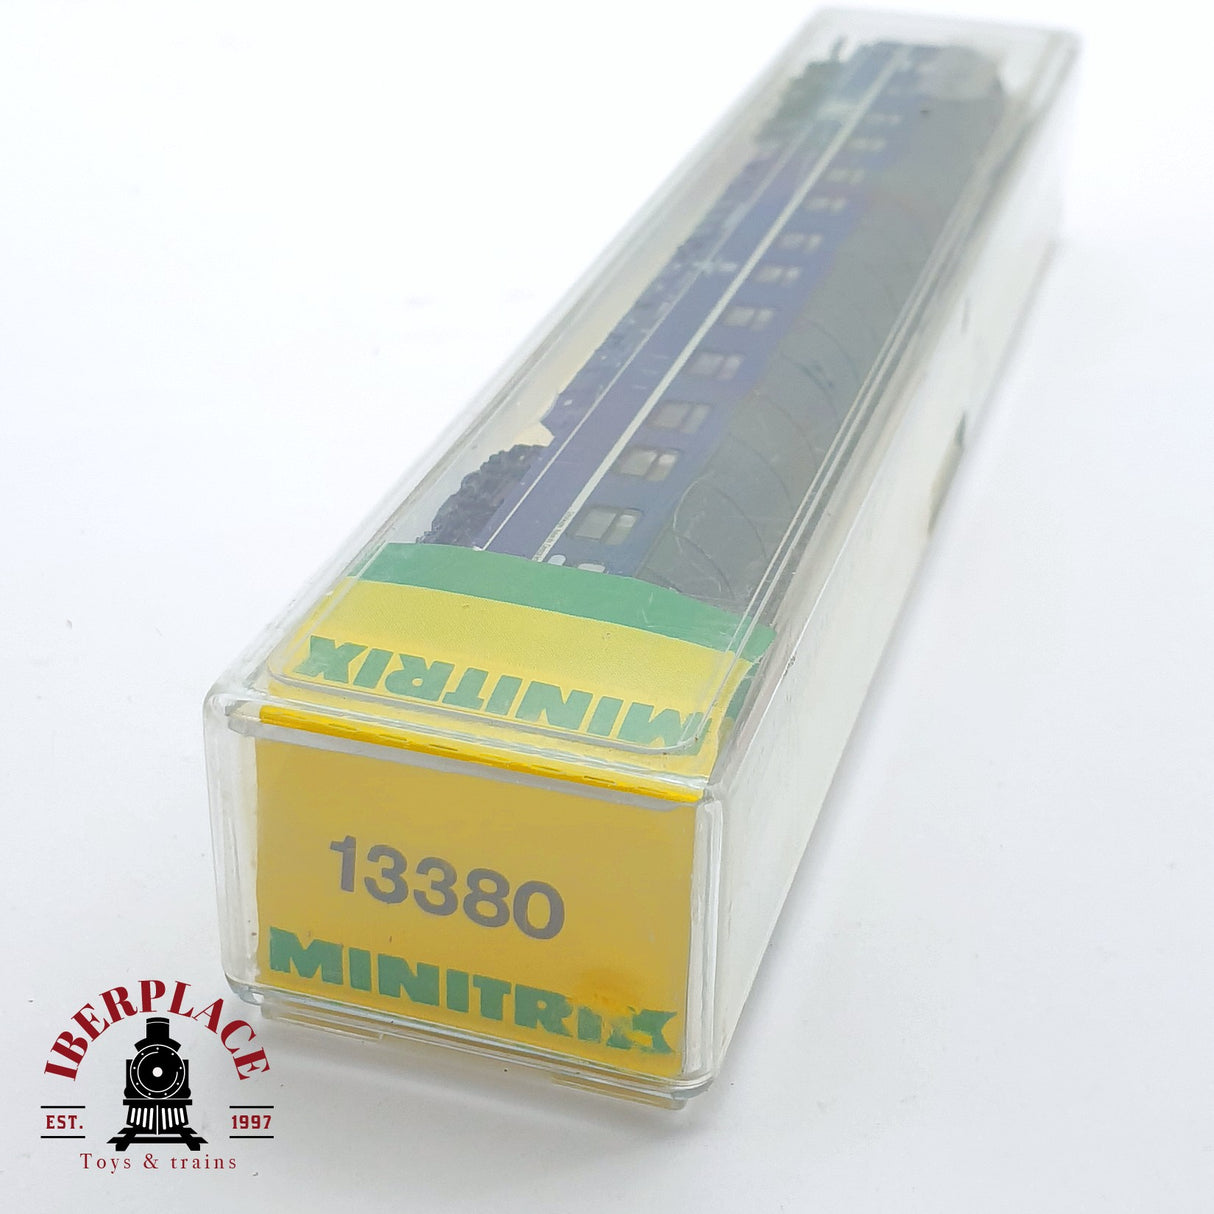 MINITRIX
13380
MINITRIX
IBERPLACE
EST. 1997
Toys & trains